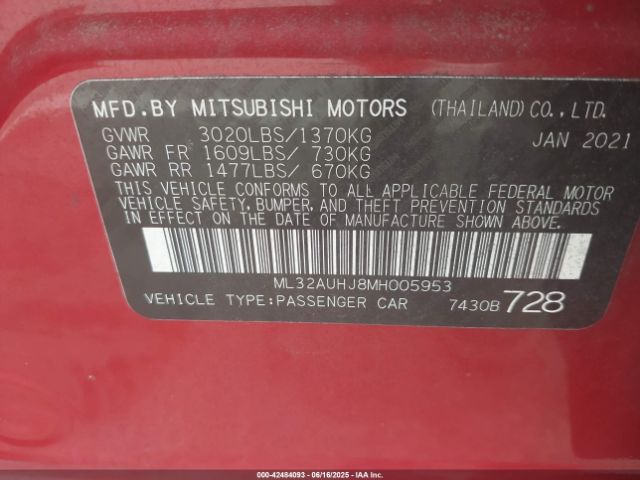 MFD.BY MITSUBISHI MOTORS (THAILAND) CO., LTD.
GVWR 3020LBS/1370KG JAN 2021
GAWR FR 1609LBS/ 730KG
GAWR RR 1477LBS/ 670KG
THIS VEHICLE CONFORMS TO ALL APPLICABLE FEDERAL MOTOR
VEHICLE SAFETY, BUMPER, AND THEFT PREVENTION STANDARDS
IN EFFECT ON THE DATE OF MANUFACTURE SHOWN ABOVE.
ML32AUHJ8MH005953
VEHICLE TYPE:PASSENGER CAR 7430B 728
000-42484093 - 06/16/2025 - IAAI.COM